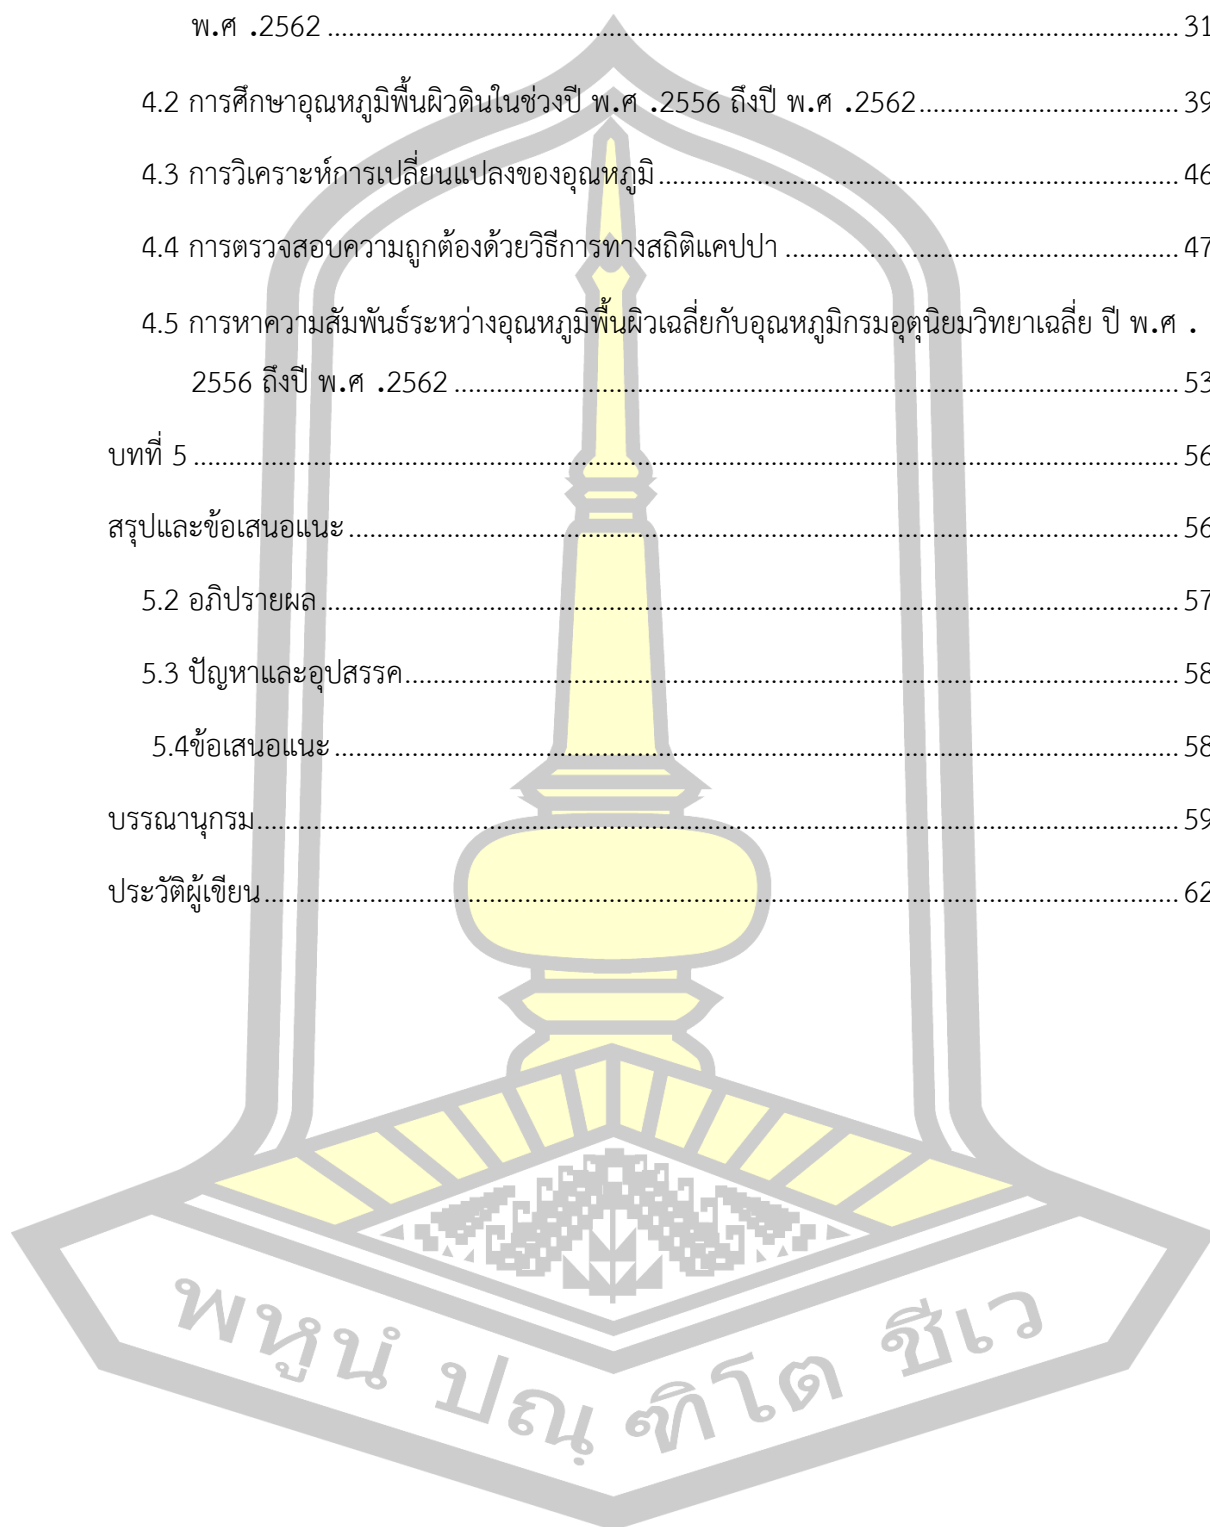 พ.ศ .2562 .......... 31
4.2 การศึกษาอุณหภูมิพื้นผิวดินในช่วงปี พ.ศ .2556 ถึงปี พ.ศ .2562 .......... 39
4.3 การวิเคราะห์การเปลี่ยนแปลงของอุณหภูมิ .......... 46
4.4 การตรวจสอบความถูกต้องด้วยวิธีการทางสถิติแคปปา .......... 47
4.5 การหาความสัมพันธ์ระหว่างอุณหภูมิพื้นผิวเฉลี่ยกับอุณหภูมิกรมอุตุนิยมวิทยาเฉลี่ย ปี พ.ศ .
2556 ถึงปี พ.ศ .2562 .......... 53
บทที่ 5 .......... 56
สรุปและข้อเสนอแนะ .......... 56
5.2 อภิปรายผล .......... 57
5.3 ปัญหาและอุปสรรค .......... 58
5.4ข้อเสนอแนะ .......... 58
บรรณานุกรม .......... 59
ประวัติผู้เขียน .......... 62
พหูนํ ปณฺฑิโต ชีเว